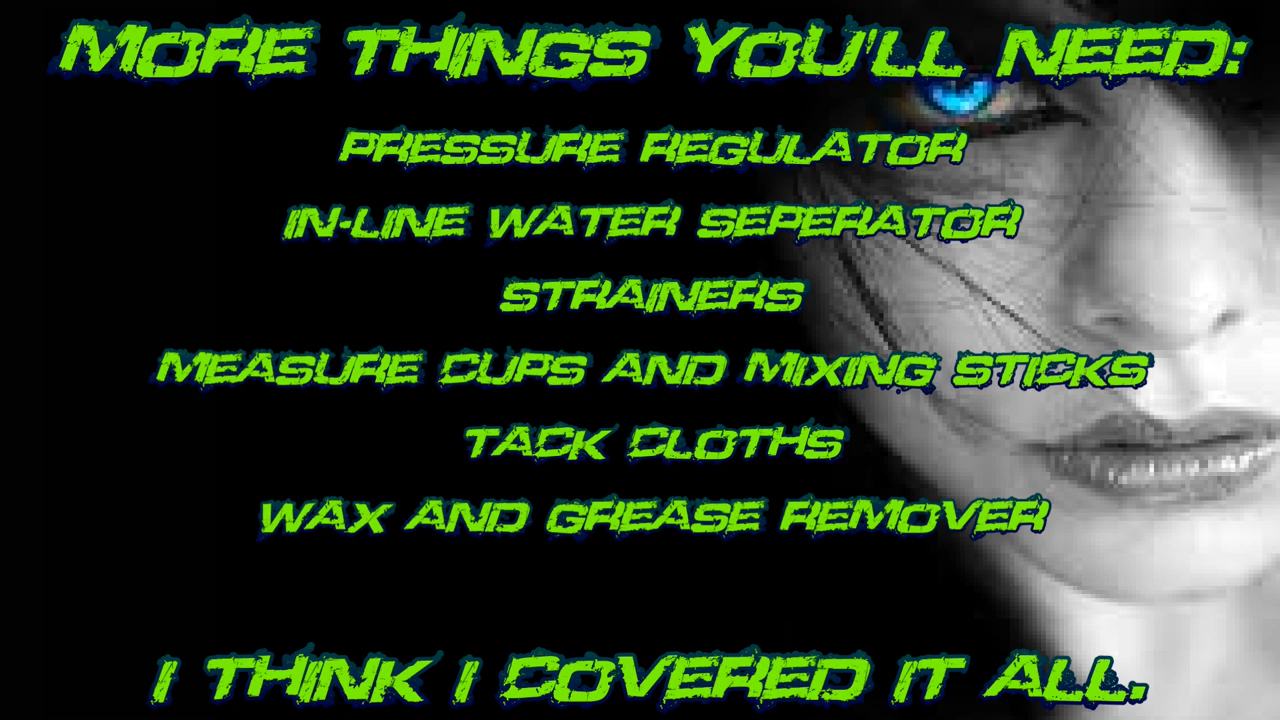 MORE THINGS YOU'LL NEED:
PRESSURE REGULATOR
IN-LINE WATER SEPERATOR
STRAINERS
MEASURE CUPS AND MIXING STICKS
TACK CLOTHS
WAX AND GREASE REMOVER
I THINK I COVERED IT ALL.